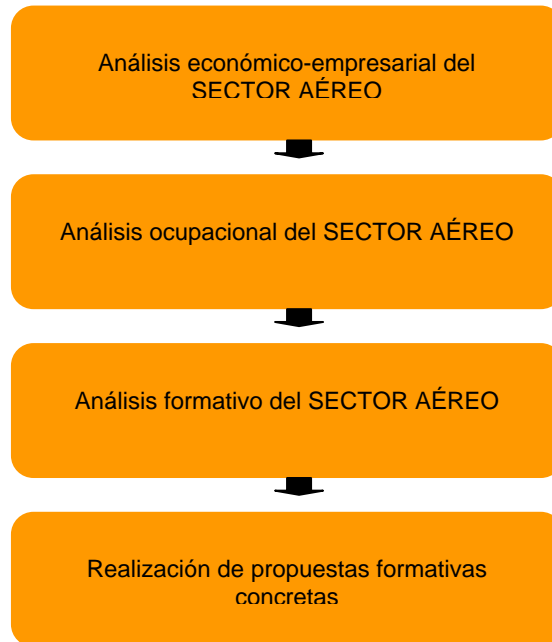 Análisis económico-empresarial del
SECTOR AÉREO
Análisis ocupacional del SECTOR AÉREO
Análisis formativo del SECTOR AÉREO
Realización de propuestas formativas
concretas